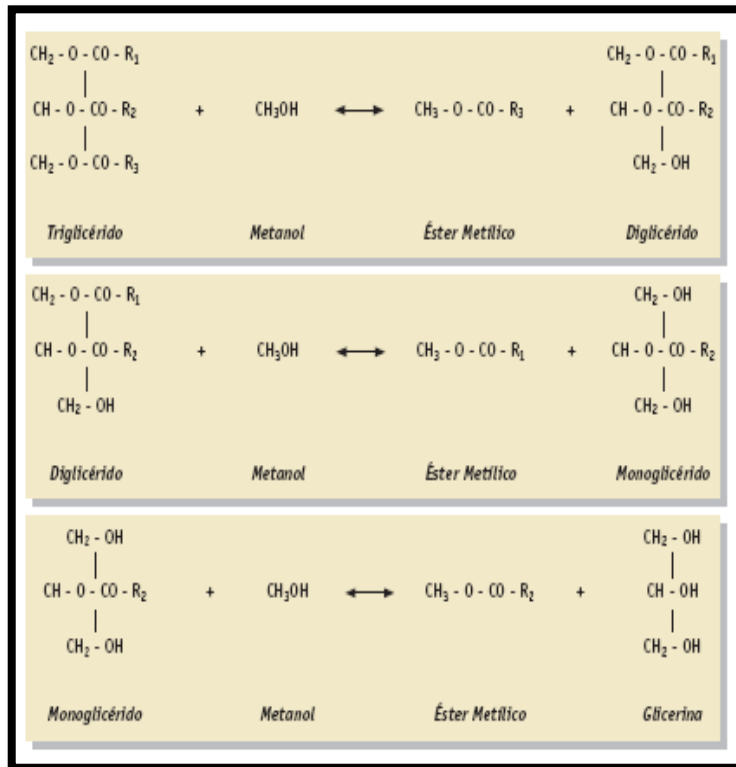 CH₂ - O - CO - R₁ CH₂ - O - CO - R₁
CH - O - CO - R₂ + CH₃OH ⟷ CH₃ - O - CO - R₃ + CH - O - CO - R₂
CH₂ - O - CO - R₃ CH₂ - OH
Triglicérido Metanol Éster Metílico Diglicérido
CH₂ - O - CO - R₁ CH₂ - OH
CH - O - CO - R₂ + CH₃OH ⟷ CH₃ - O - CO - R₁ + CH - O - CO - R₂
CH₂ - OH CH₂ - OH
Diglicérido Metanol Éster Metílico Monoglicérido
CH₂ - OH CH₂ - OH
CH - O - CO - R₂ + CH₃OH ⟷ CH₃ - O - CO - R₂ + CH - OH
CH₂ - OH CH₂ - OH
Monoglicérido Metanol Éster Metílico Glicerina